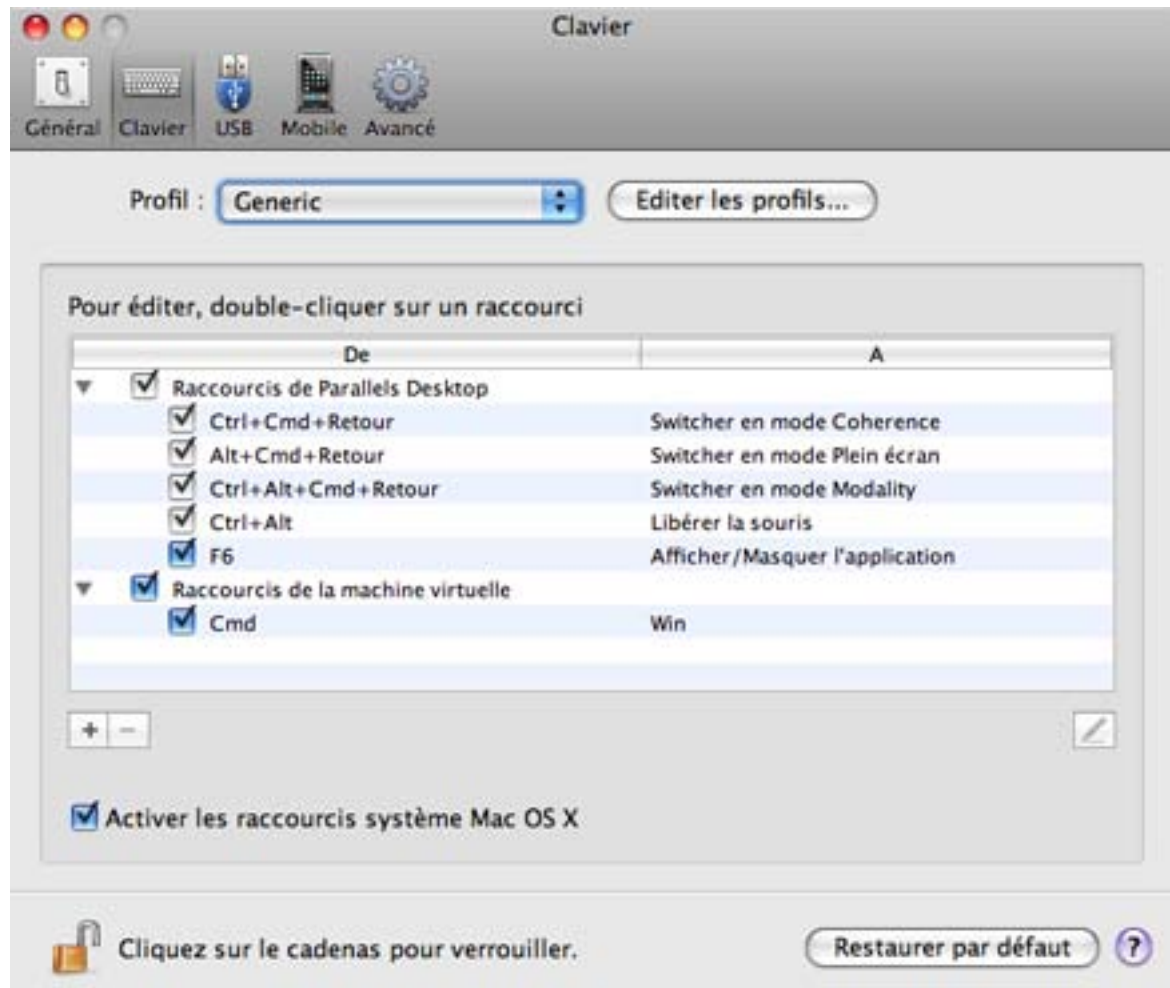 Clavier
Général Clavier USB Mobile Avancé
Profil : Generic Editer les profils...
Pour éditer, double-cliquer sur un raccourci
De A
Raccourcis de Parallels Desktop
Ctrl+Cmd+Retour Switcher en mode Coherence
Alt+Cmd+Retour Switcher en mode Plein écran
Ctrl+Alt+Cmd+Retour Switcher en mode Modality
Ctrl+Alt Libérer la souris
F6 Afficher/Masquer l'application
Raccourcis de la machine virtuelle
Cmd Win
+ -
Activer les raccourcis système Mac OS X
Cliquez sur le cadenas pour verrouiller. Restaurer par défaut ?